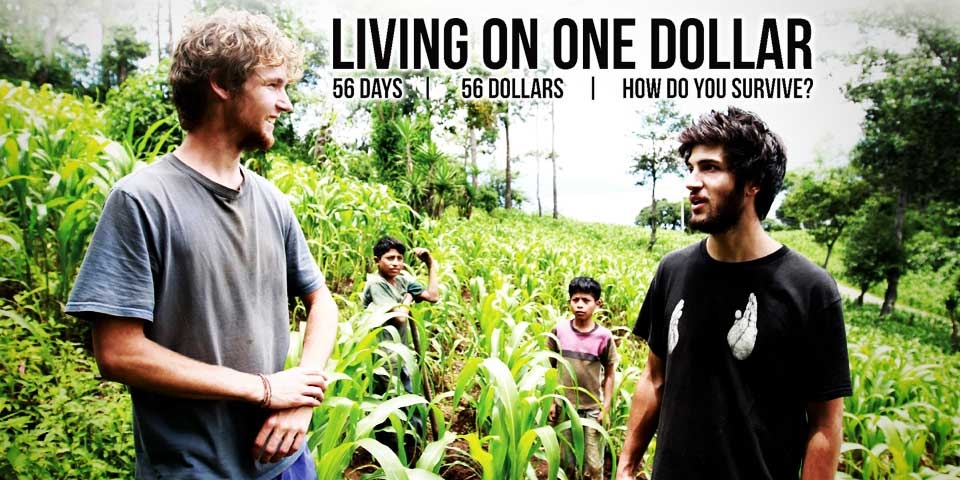 LIVING ON ONE DOLLAR
56 DAYS | 56 DOLLARS | HOW DO YOU SURVIVE?